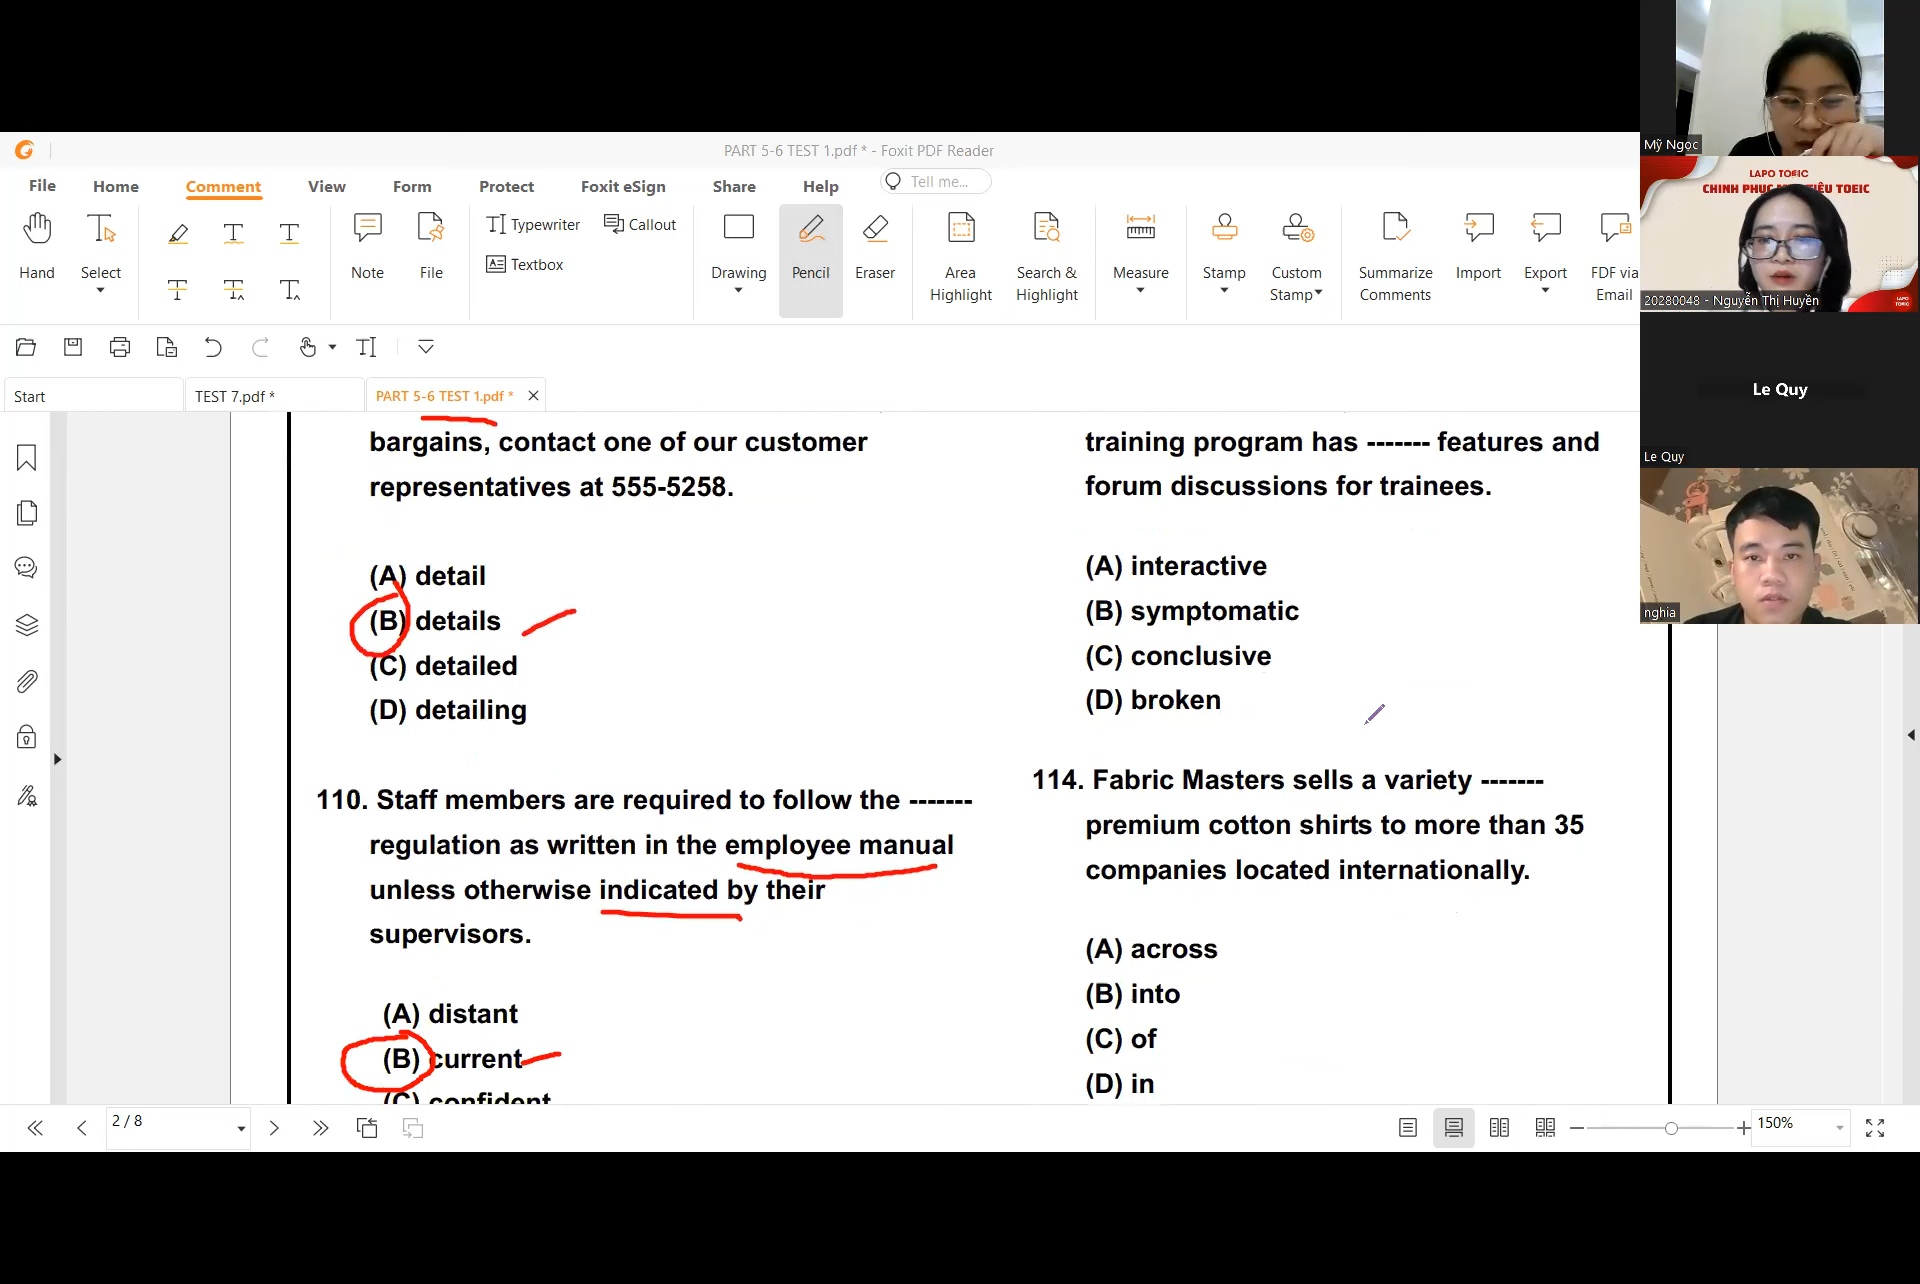 PART 5-6 TEST 1.pdf * - Foxit PDF Reader
File Home Comment View Form Protect Foxit eSign Share Help Tell me...
Hand
Select
Note
File
Typewriter
Callout
Textbox
Drawing
Pencil
Eraser
Area Highlight
Search & Highlight
Measure
Stamp
Custom Stamp
Summarize Comments
Import
Export
FDF via Email
Start
TEST 7.pdf *
PART 5-6 TEST 1.pdf *
bargains, contact one of our customer
representatives at 555-5258.
(A) detail
(B) details
(C) detailed
(D) detailing
110. Staff members are required to follow the -------
regulation as written in the employee manual
unless otherwise indicated by their
supervisors.
(A) distant
(B) current
(C) confident
training program has ------- features and
forum discussions for trainees.
(A) interactive
(B) symptomatic
(C) conclusive
(D) broken
114. Fabric Masters sells a variety -------
premium cotton shirts to more than 35
companies located internationally.
(A) across
(B) into
(C) of
(D) in
2 / 8
150%
Mỹ Ngọc
LAPO TOEIC
20280048 - Nguyễn Thị Huyền
Le Quy
Le Quy
nghia